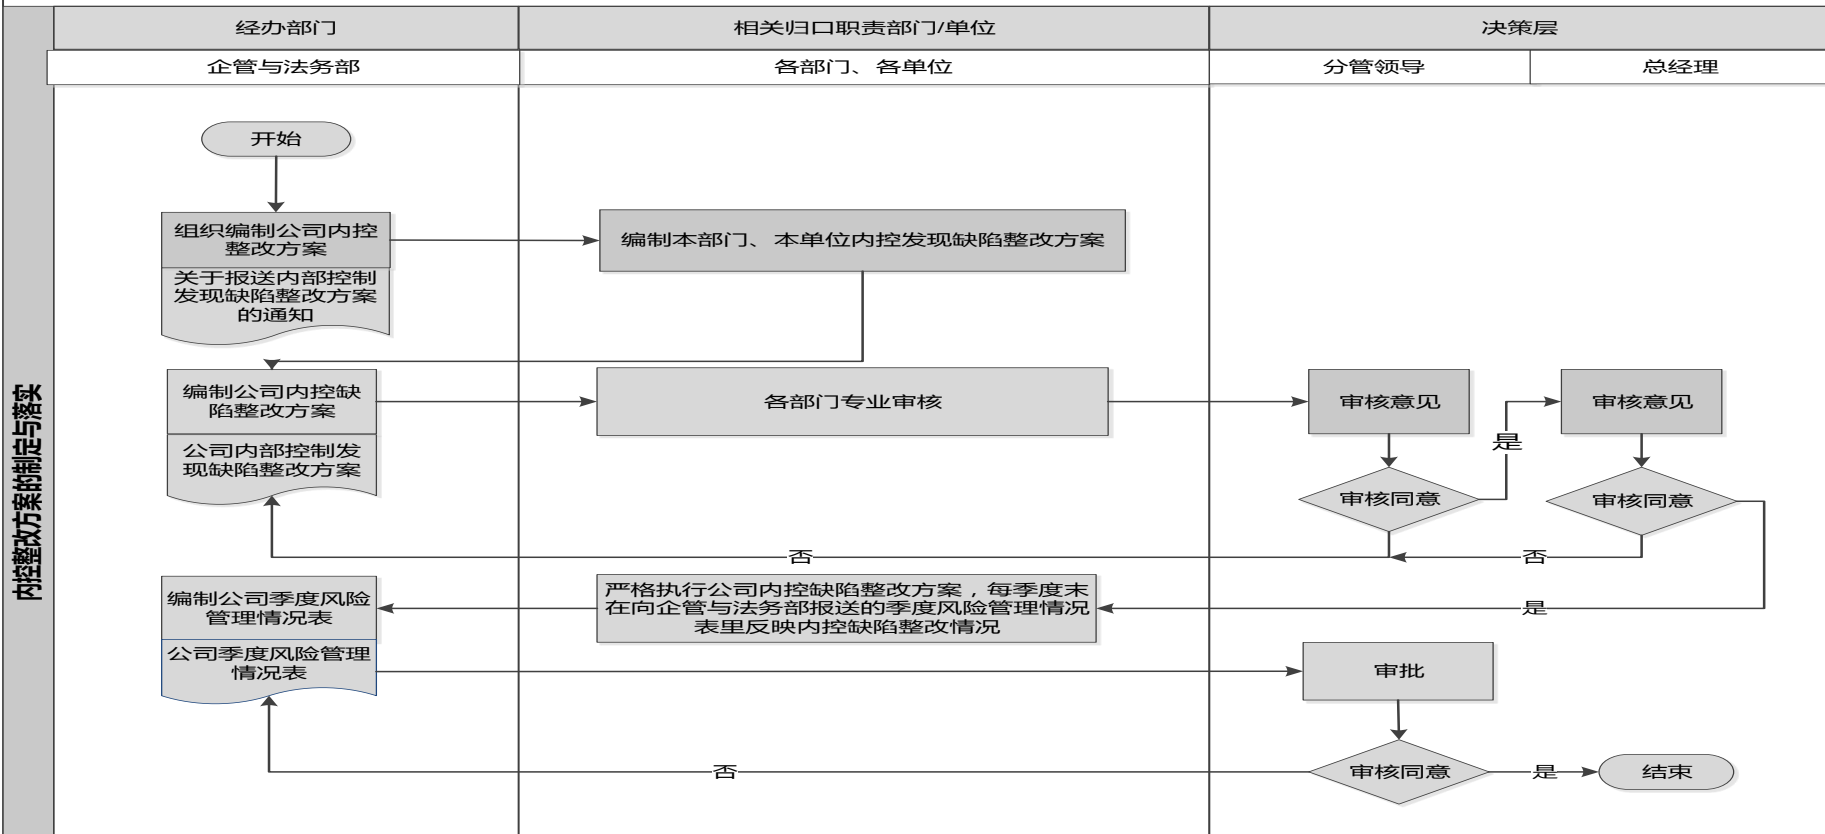 经办部门
相关归口职责部门/单位
决策层
企管与法务部
各部门、各单位
分管领导
总经理
内控整改方案的制定与落实
开始
组织编制公司内控
整改方案
关于报送内部控制
发现缺陷整改方案
的通知
编制本部门、本单位内控发现缺陷整改方案
编制公司内控缺
陷整改方案
公司内部控制发
现缺陷整改方案
各部门专业审核
审核意见
是
审核意见
审核同意
审核同意
否
否
编制公司季度风险
管理情况表
公司季度风险管理
情况表
严格执行公司内控缺陷整改方案，每季度末
在向企管与法务部报送的季度风险管理情况
表里反映内控缺陷整改情况
是
审批
否
审核同意
是
结束